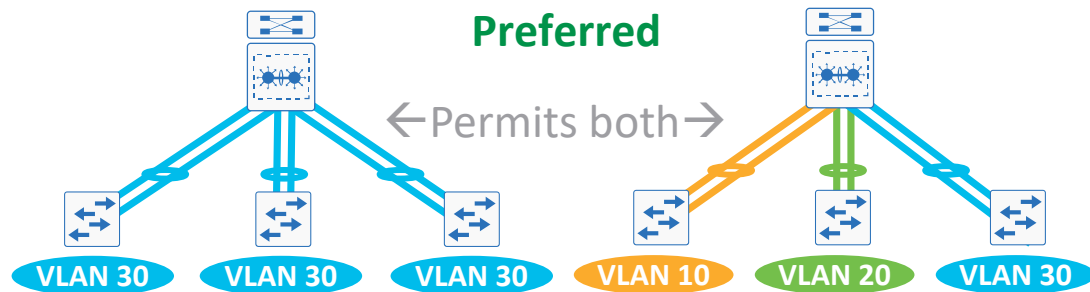 Preferred
←Permits both→
VLAN 30
VLAN 30
VLAN 30
VLAN 10
VLAN 20
VLAN 30